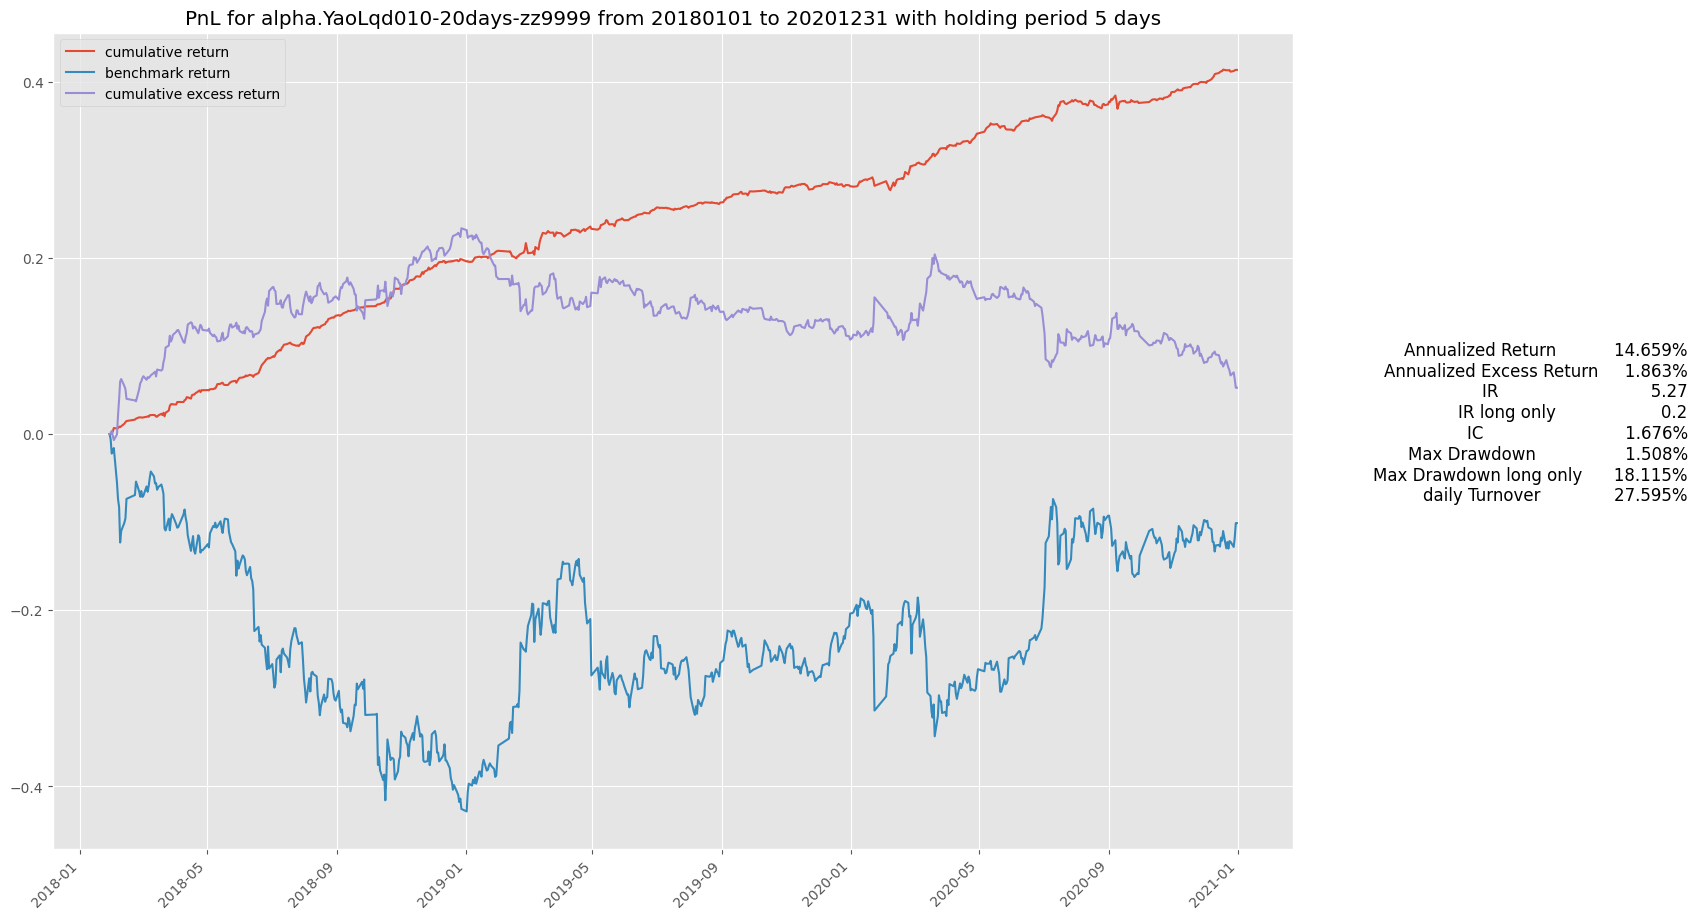 PnL for alpha.YaoLqd010-20days-zz9999 from 20180101 to 20201231 with holding period 5 days
cumulative return
benchmark return
cumulative excess return
0.4
0.2
0.0
−0.2
−0.4
2018-01
2018-05
2018-09
2019-01
2019-05
2019-09
2020-01
2020-05
2020-09
2021-01
Annualized Return 14.659%
Annualized Excess Return 1.863%
IR 5.27
IR long only 0.2
IC 1.676%
Max Drawdown 1.508%
Max Drawdown long only 18.115%
daily Turnover 27.595%